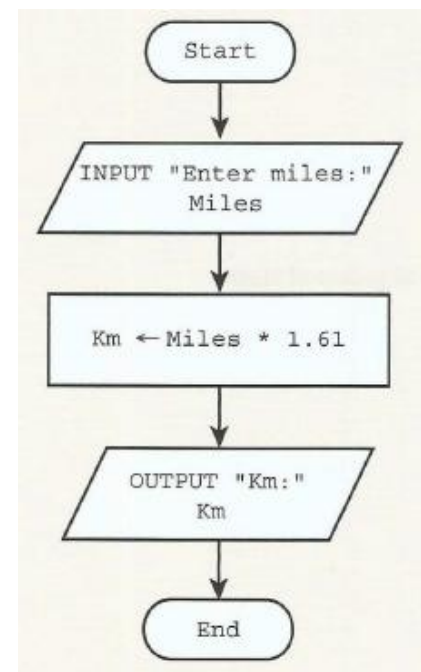 Start
INPUT "Enter miles:"
Miles
Km ← Miles * 1.61
OUTPUT "Km:"
Km
End